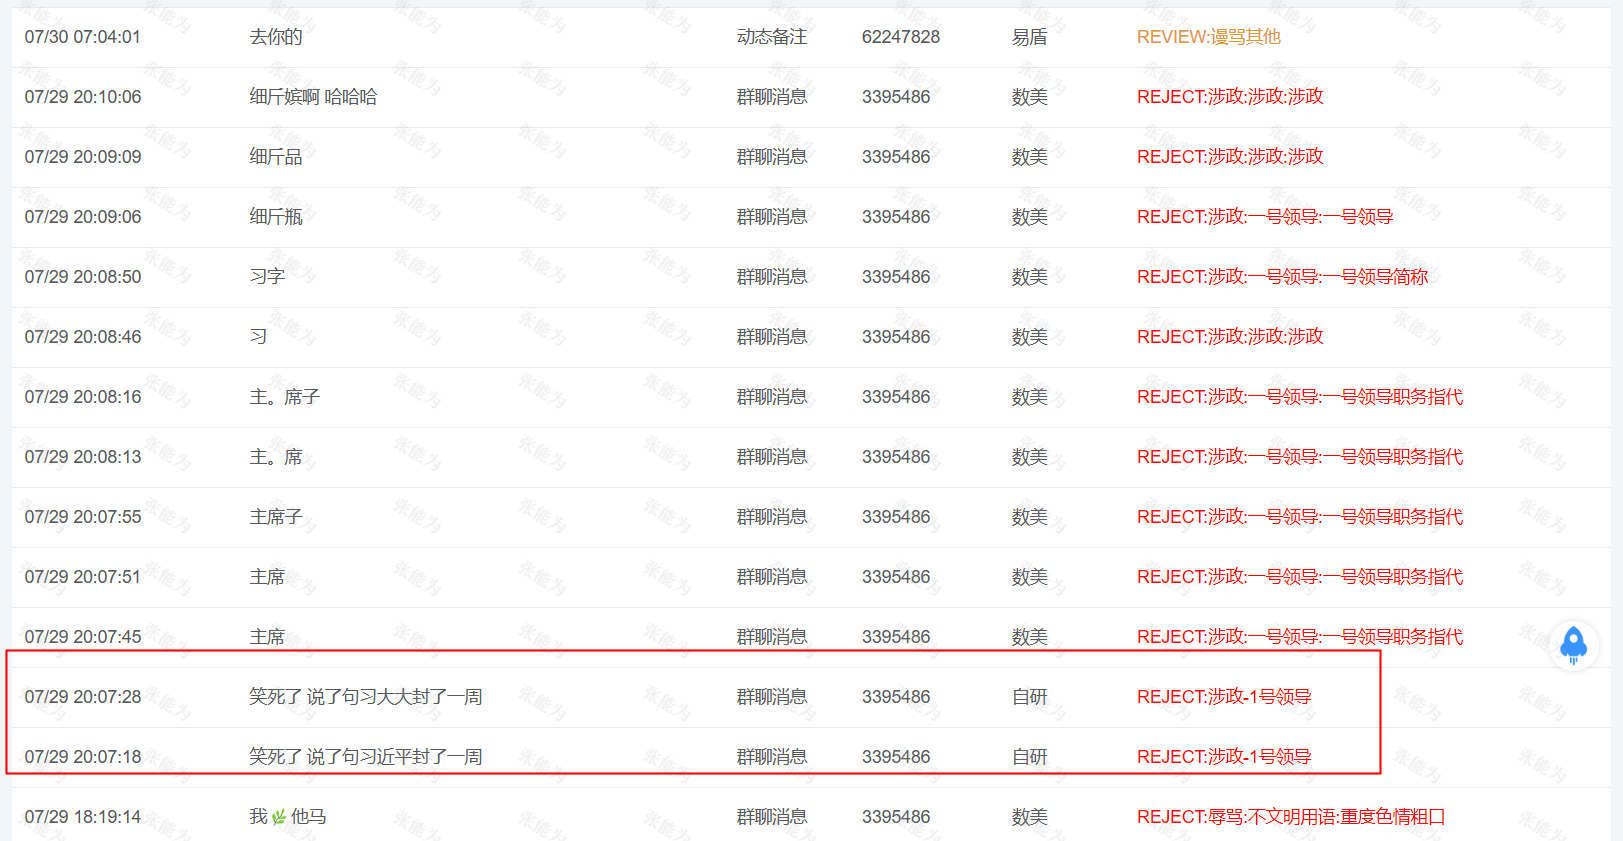 07/30 07:04:01 去你的 动态备注 62247828 易盾 REVIEW:谩骂其他
07/29 20:10:06 细斤嫔啊 哈哈哈 群聊消息 3395486 数美 REJECT:涉政:涉政:涉政
07/29 20:09:09 细斤品 群聊消息 3395486 数美 REJECT:涉政:涉政:涉政
07/29 20:09:06 细斤瓶 群聊消息 3395486 数美 REJECT:涉政:一号领导:一号领导
07/29 20:08:50 习字 群聊消息 3395486 数美 REJECT:涉政:一号领导:一号领导简称
07/29 20:08:46 习 群聊消息 3395486 数美 REJECT:涉政:涉政:涉政
07/29 20:08:16 主。席子 群聊消息 3395486 数美 REJECT:涉政:一号领导:一号领导职务指代
07/29 20:08:13 主。席 群聊消息 3395486 数美 REJECT:涉政:一号领导:一号领导职务指代
07/29 20:07:55 主席子 群聊消息 3395486 数美 REJECT:涉政:一号领导:一号领导职务指代
07/29 20:07:51 主席 群聊消息 3395486 数美 REJECT:涉政:一号领导:一号领导职务指代
07/29 20:07:45 主席 群聊消息 3395486 数美 REJECT:涉政:一号领导:一号领导职务指代
07/29 20:07:28 笑死了 说了句习大大封了一周 群聊消息 3395486 自研 REJECT:涉政-1号领导
07/29 20:07:18 笑死了 说了句习近平封了一周 群聊消息 3395486 自研 REJECT:涉政-1号领导
07/29 18:19:14 我🌿他马 群聊消息 3395486 数美 REJECT:辱骂:不文明用语:重度色情粗口
张能为